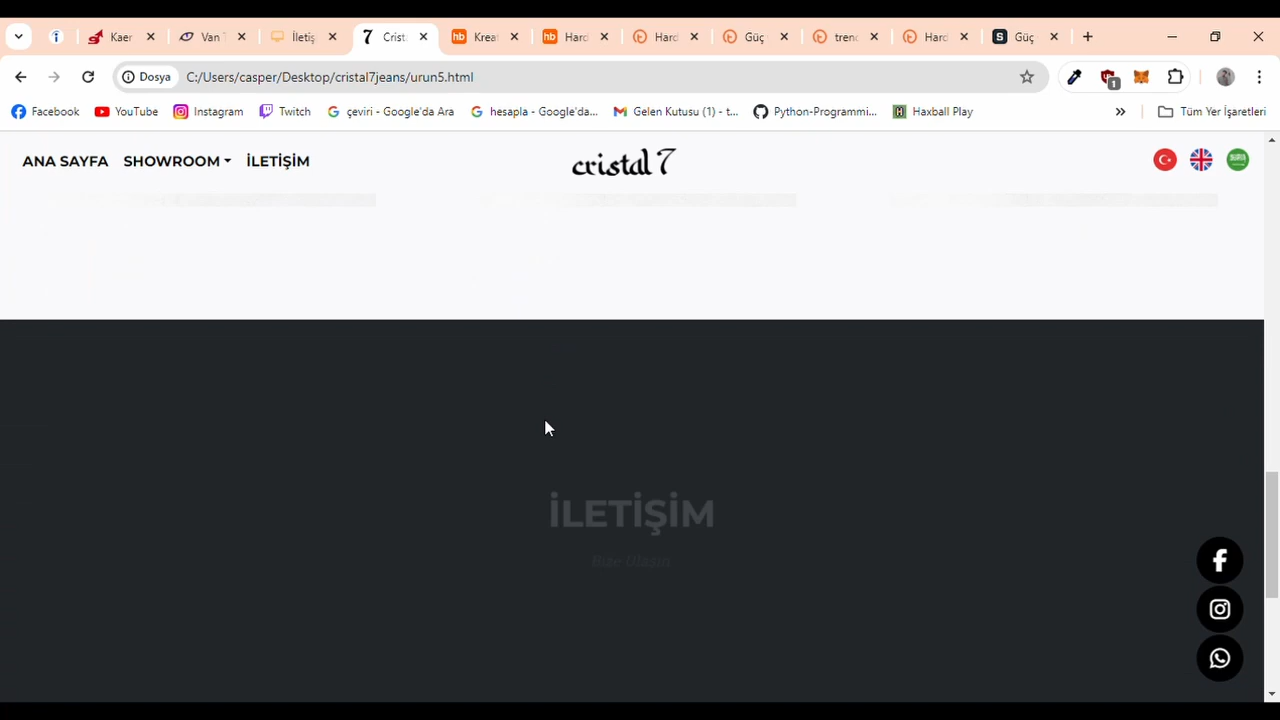 Kaer
Van T
İletiş
Crist
Kreat
Hard
Hard
Güç
trend
Hard
Güç
Dosya
C:/Users/casper/Desktop/cristal7jeans/urun5.html
1
Facebook
YouTube
Instagram
Twitch
çeviri - Google'da Ara
hesapla - Google'da...
Gelen Kutusu (1) - t...
Python-Programmi...
Haxball Play
»
Tüm Yer İşaretleri
ANA SAYFA SHOWROOM İLETİŞİM
cristal 7
İLETİŞİM
Bize Ulaşın